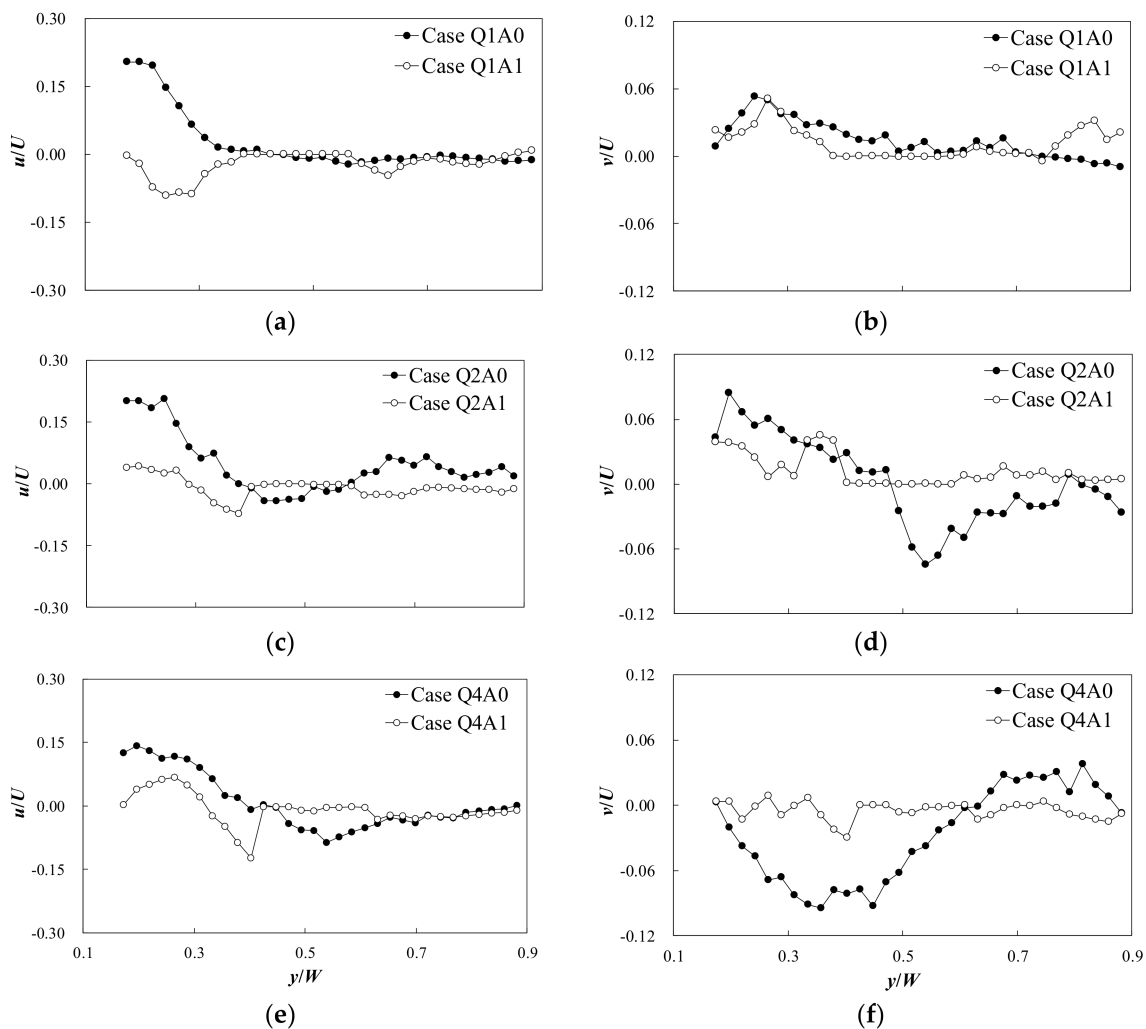 0.30
0.15
0.00
-0.15
-0.30
u/U
Case Q1A0
Case Q1A1
(a)
0.12
0.06
0.00
-0.06
-0.12
v/U
Case Q1A0
Case Q1A1
(b)
0.30
0.15
0.00
-0.15
-0.30
u/U
Case Q2A0
Case Q2A1
(c)
0.12
0.06
0.00
-0.06
-0.12
v/U
Case Q2A0
Case Q2A1
(d)
0.30
0.15
0.00
-0.15
-0.30
u/U
Case Q4A0
Case Q4A1
0.1 0.3 0.5 0.7 0.9
y/W
(e)
0.12
0.06
0.00
-0.06
-0.12
v/U
Case Q4A0
Case Q4A1
0.1 0.3 0.5 0.7 0.9
y/W
(f)